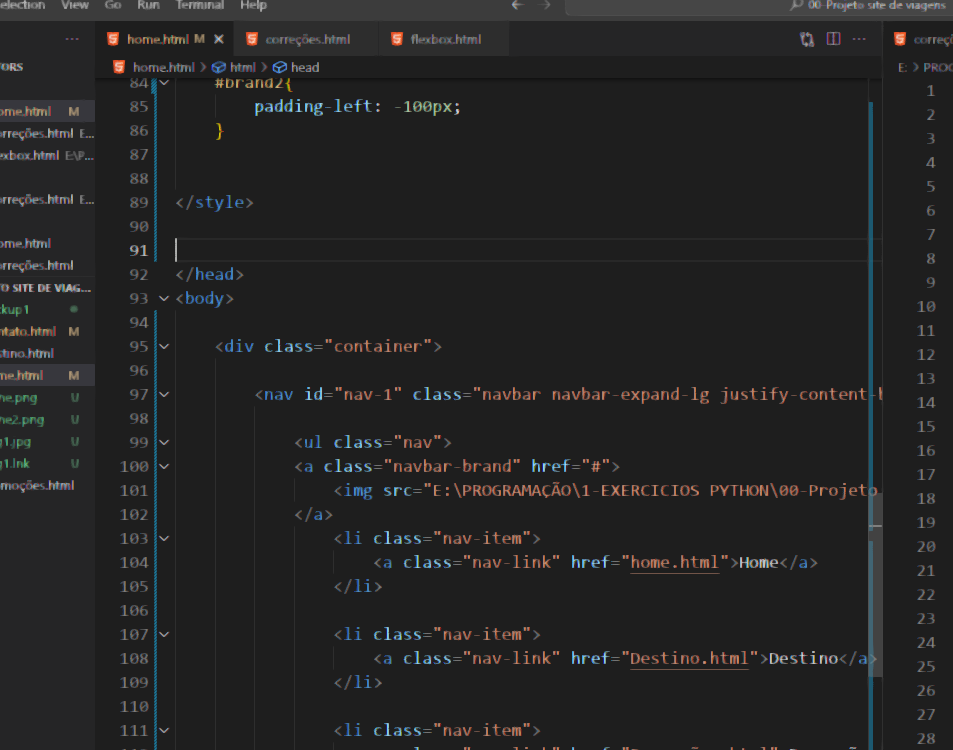 election View Go Run Terminal Help
00-Projeto site de viagens
home.html M
correções.html
flexbox.html
home.html > html > head
E: > PROG
ORS
ome.html M
orreções.html E...
exbox.html E:\P...
orreções.html E...
ome.html
orreções.html
O SITE DE VIAG...
ckup1
ntato.html M
stino.html
me.html M
ne.png U
ne2.png U
g1.jpg U
g1.lnk U
moções.html
84 #brand2{
85 padding-left: -100px;
86 }
87
88
89 </style>
90
91
92 </head>
93 <body>
94
95 <div class="container">
96
97 <nav id="nav-1" class="navbar navbar-expand-lg justify-content-
98
99 <ul class="nav">
100 <a class="navbar-brand" href="#">
101 <img src="E:\PROGRAMAÇÃO\1-EXERCICIOS PYTHON\00-Projeto
102 </a>
103 <li class="nav-item">
104 <a class="nav-link" href="home.html">Home</a>
105 </li>
106
107 <li class="nav-item">
108 <a class="nav-link" href="Destino.html">Destino</a>
109 </li>
110
111 <li class="nav-item">
1
2
3
4
5
6
7
8
9
10
11
12
13
14
15
16
17
18
19
20
21
22
23
24
25
26
27
28